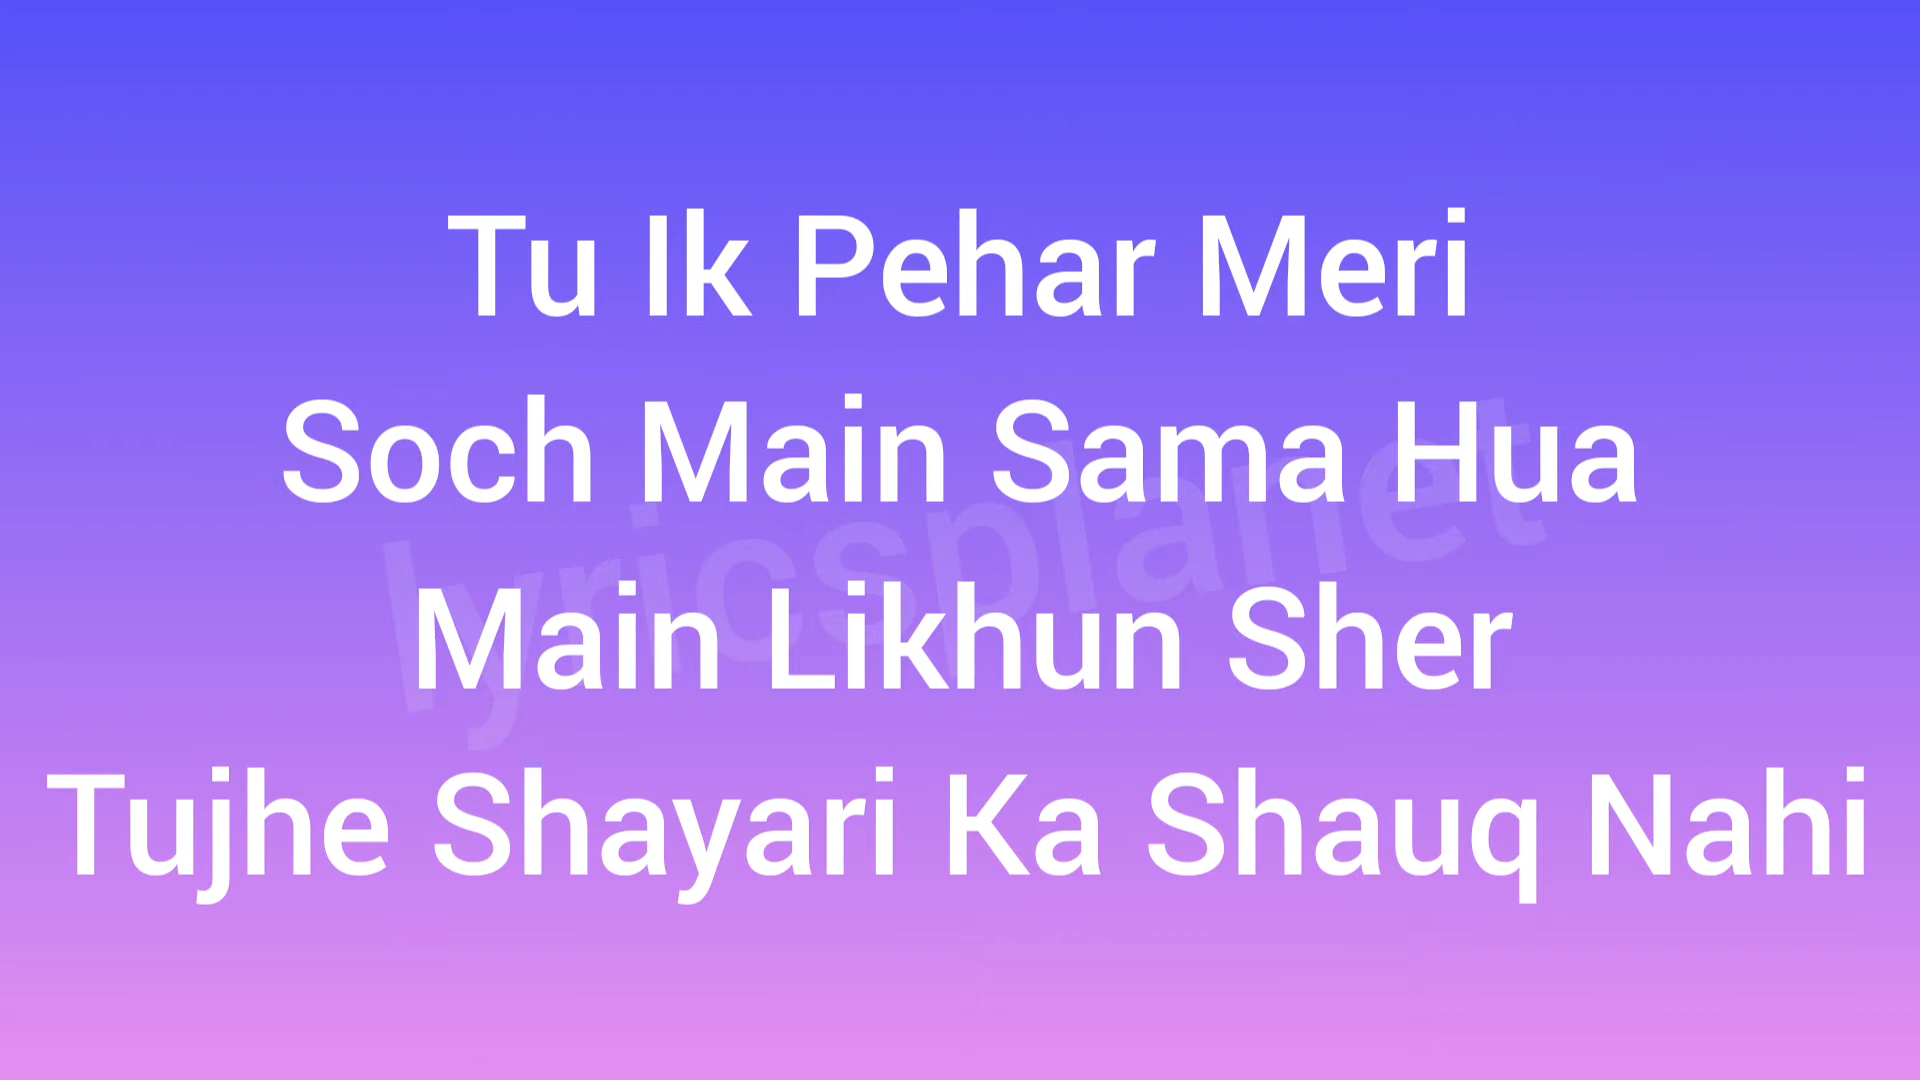 Tu Ik Pehar Meri
Soch Main Sama Hua
Main Likhun Sher
Tujhe Shayari Ka Shauq Nahi
lyricsplanet